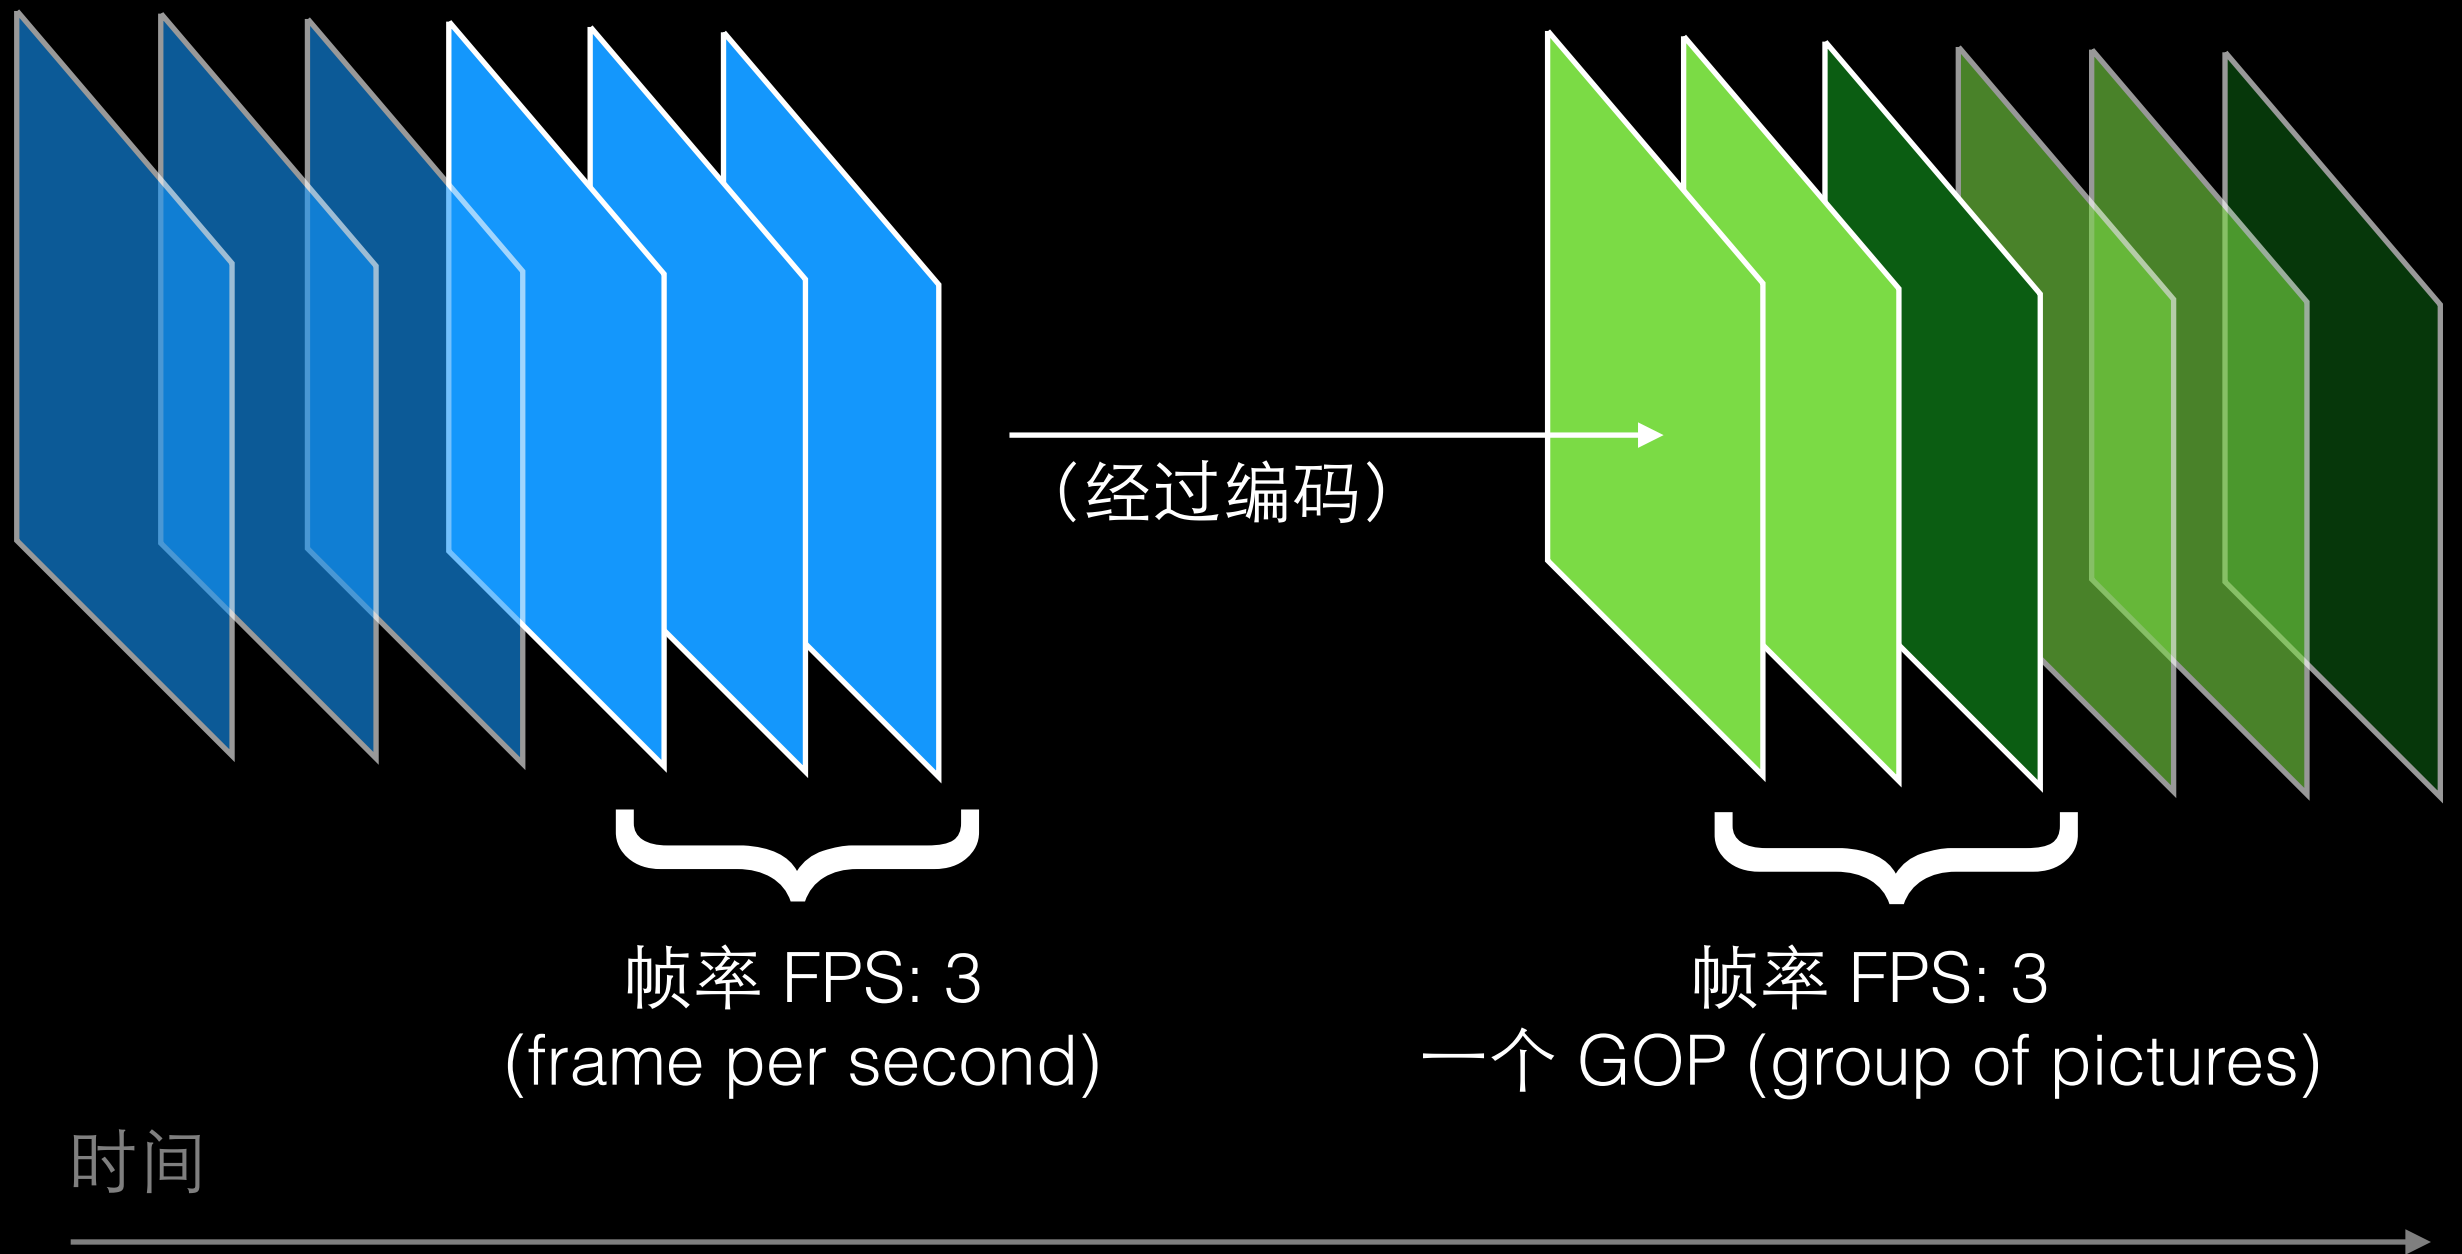 （经过编码）
帧率 FPS: 3
(frame per second)
帧率 FPS: 3
一个 GOP (group of pictures)
时间